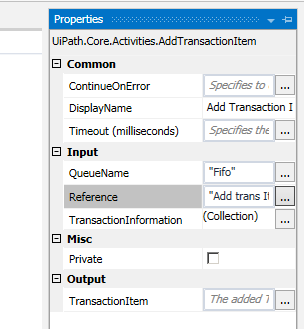 Properties
UiPath.Core.Activities.AddTransactionItem
Common
ContinueOnError Specifies to ...
DisplayName Add Transaction I
Timeout (milliseconds) Specifies the ...
Input
QueueName "Fifo" ...
Reference "Add trans It ...
TransactionInformation (Collection) ...
Misc
Private
Output
TransactionItem The added T ...